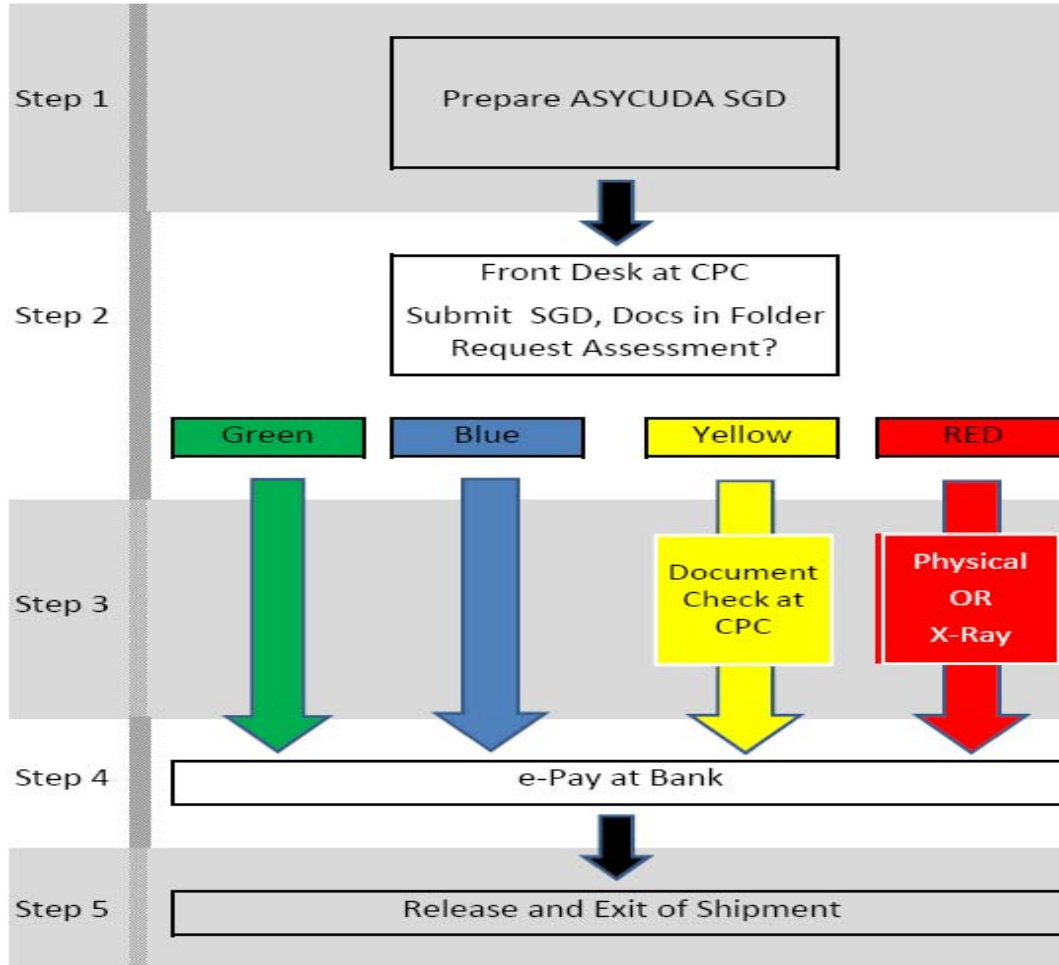 Step 1
Prepare ASYCUDA SGD
Step 2
Front Desk at CPC
Submit SGD, Docs in Folder
Request Assessment?
Green
Blue
Yellow
RED
Step 3
Document
Check at
CPC
Physical
OR
X-Ray
Step 4
e-Pay at Bank
Step 5
Release and Exit of Shipment